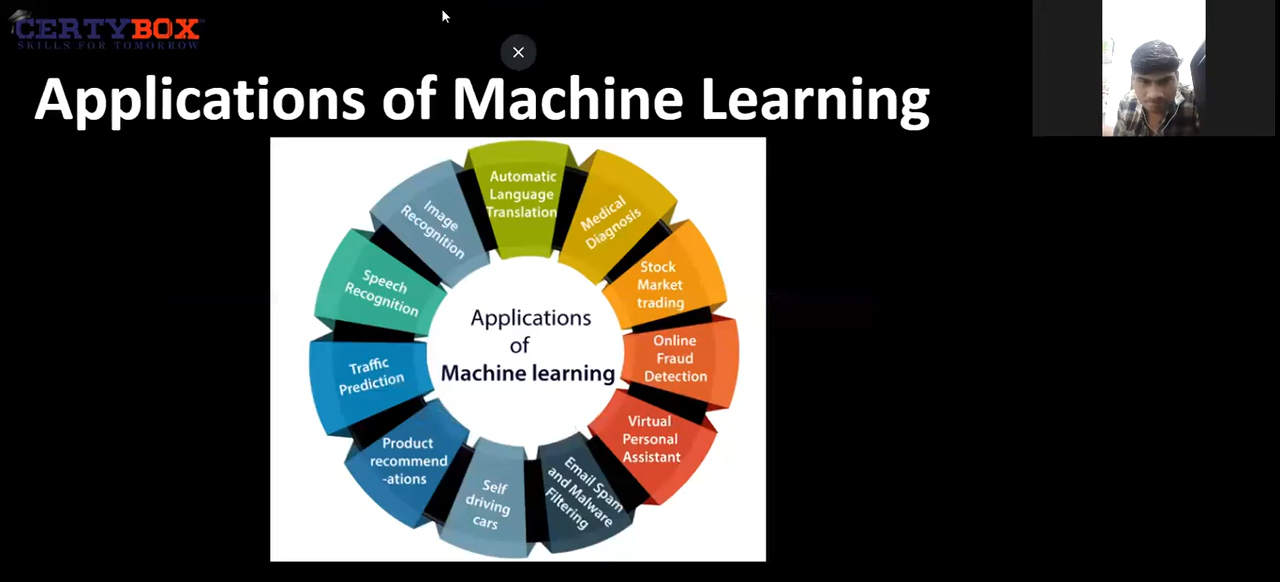 CERTYBOX
SKILLS FOR TOMORROW
Applications of Machine Learning
Automatic
Language
Translation
Medical
Diagnosis
Stock
Market
trading
Online
Fraud
Detection
Virtual
Personal
Assistant
Email Spam
and Malware
Filtering
Self
driving
cars
Product
recommend
-ations
Traffic
Prediction
Speech
Recognition
Image
Recognition
Applications
of
Machine learning